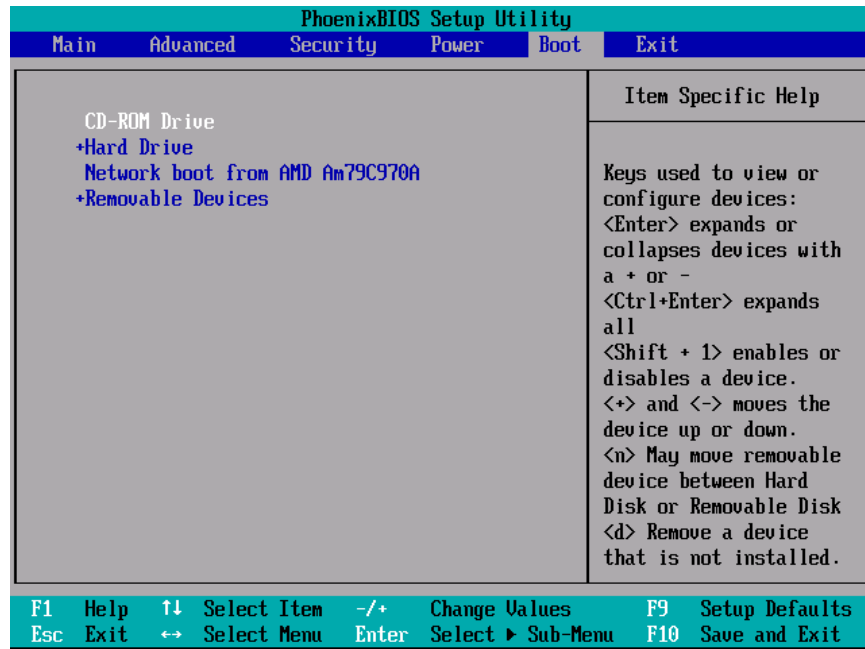 PhoenixBIOS Setup Utility
Main Advanced Security Power Boot Exit
CD-ROM Drive
+Hard Drive
Network boot from AMD Am79C970A
+Removable Devices
Item Specific Help
Keys used to view or
configure devices:
<Enter> expands or
collapses devices with
a + or -
<Ctrl+Enter> expands
all
<Shift + 1> enables or
disables a device.
<+> and <-> moves the
device up or down.
<n> May move removable
device between Hard
Disk or Removable Disk
<d> Remove a device
that is not installed.
F1 Help ↑↓ Select Item -/+ Change Values F9 Setup Defaults
Esc Exit ↔ Select Menu Enter Select ▶ Sub-Menu F10 Save and Exit